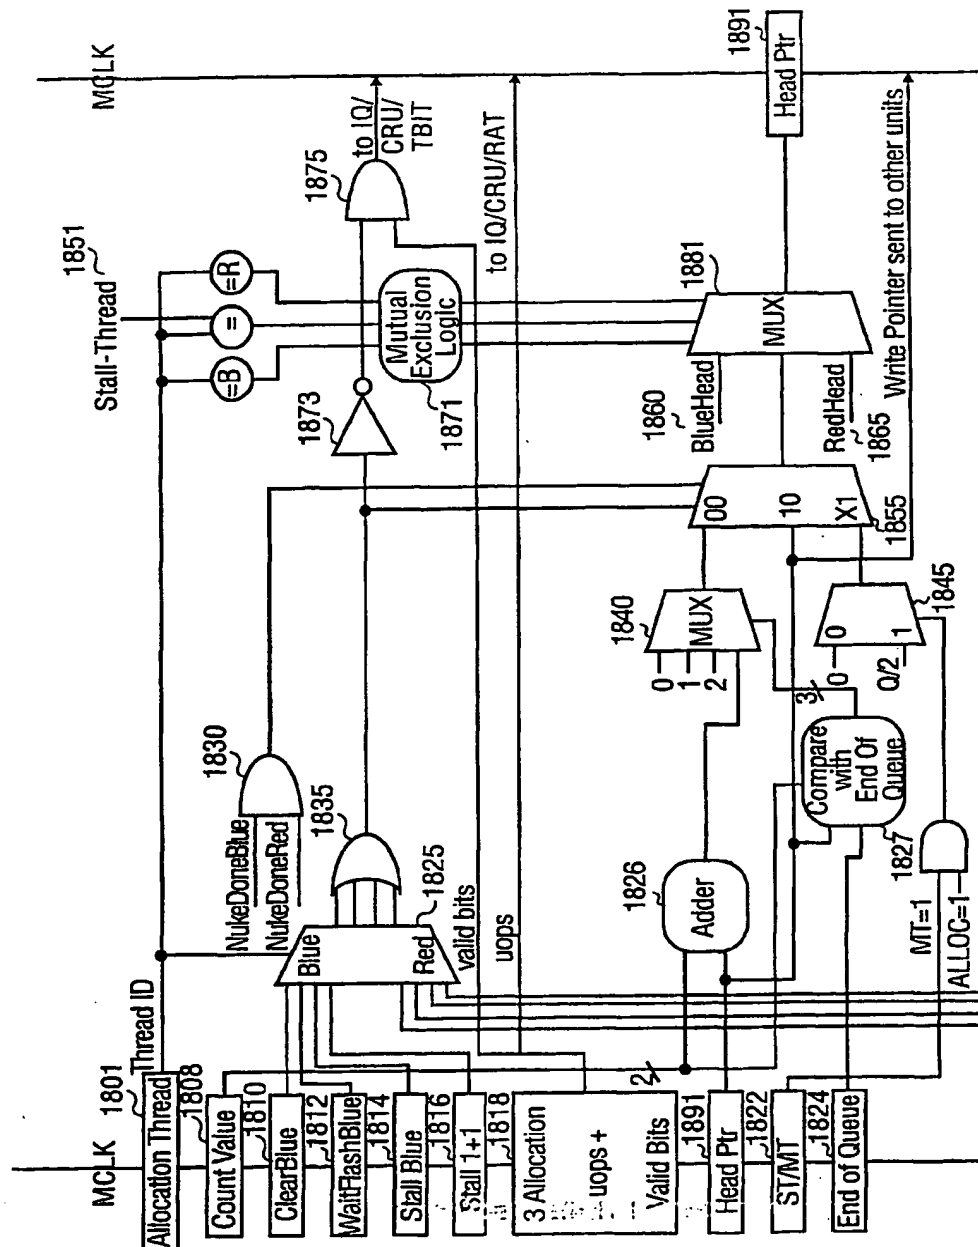 MCLK
1801
Allocation Thread
Thread ID
1808
Count Value
1810
ClearBlue
1812
WaitFlashBlue
1814
Stall Blue
1816
Stall 1+1
1818
3 Allocation
uops +
Valid Bits
1891
Head Ptr
1822
ST/MT
1824
End of Queue
2
NukeDoneBlue
NukeDoneRed
1830
1835
Blue
Red
1825
valid bits
uops
1826
Adder
Compare
with
End Of
Queue
1827
MT=1
ALLOC=1
3
1840
0
1
2
MUX
0
Q/2
0
1
1845
00
10
X1
1855
Stall-Thread
1851
=B
=
=R
1873
Mutual
Exclusion
Logic
1871
1875
to IQ/
CRU/
TBIT
to IQ/CRU/RAT
1860
BlueHead
RedHead
1865
MUX
1881
Write Pointer sent to other units
MCLK
Head Ptr
1891